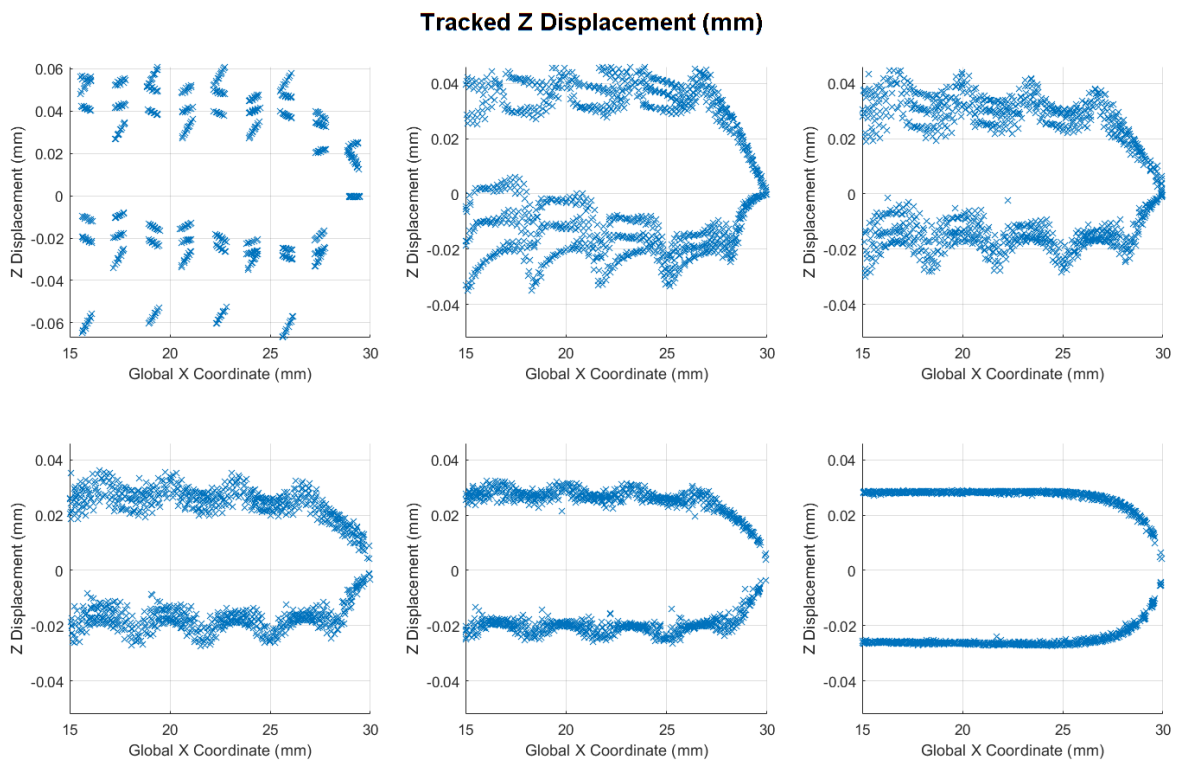 Tracked Z Displacement (mm)
Z Displacement (mm)
0.06
0.04
0.02
0
-0.02
-0.04
-0.06
15 20 25 30
Global X Coordinate (mm)
Z Displacement (mm)
0.04
0.02
0
-0.02
-0.04
15 20 25 30
Global X Coordinate (mm)
Z Displacement (mm)
0.04
0.02
0
-0.02
-0.04
15 20 25 30
Global X Coordinate (mm)
Z Displacement (mm)
0.04
0.02
0
-0.02
-0.04
15 20 25 30
Global X Coordinate (mm)
Z Displacement (mm)
0.04
0.02
0
-0.02
-0.04
15 20 25 30
Global X Coordinate (mm)
Z Displacement (mm)
0.04
0.02
0
-0.02
-0.04
15 20 25 30
Global X Coordinate (mm)